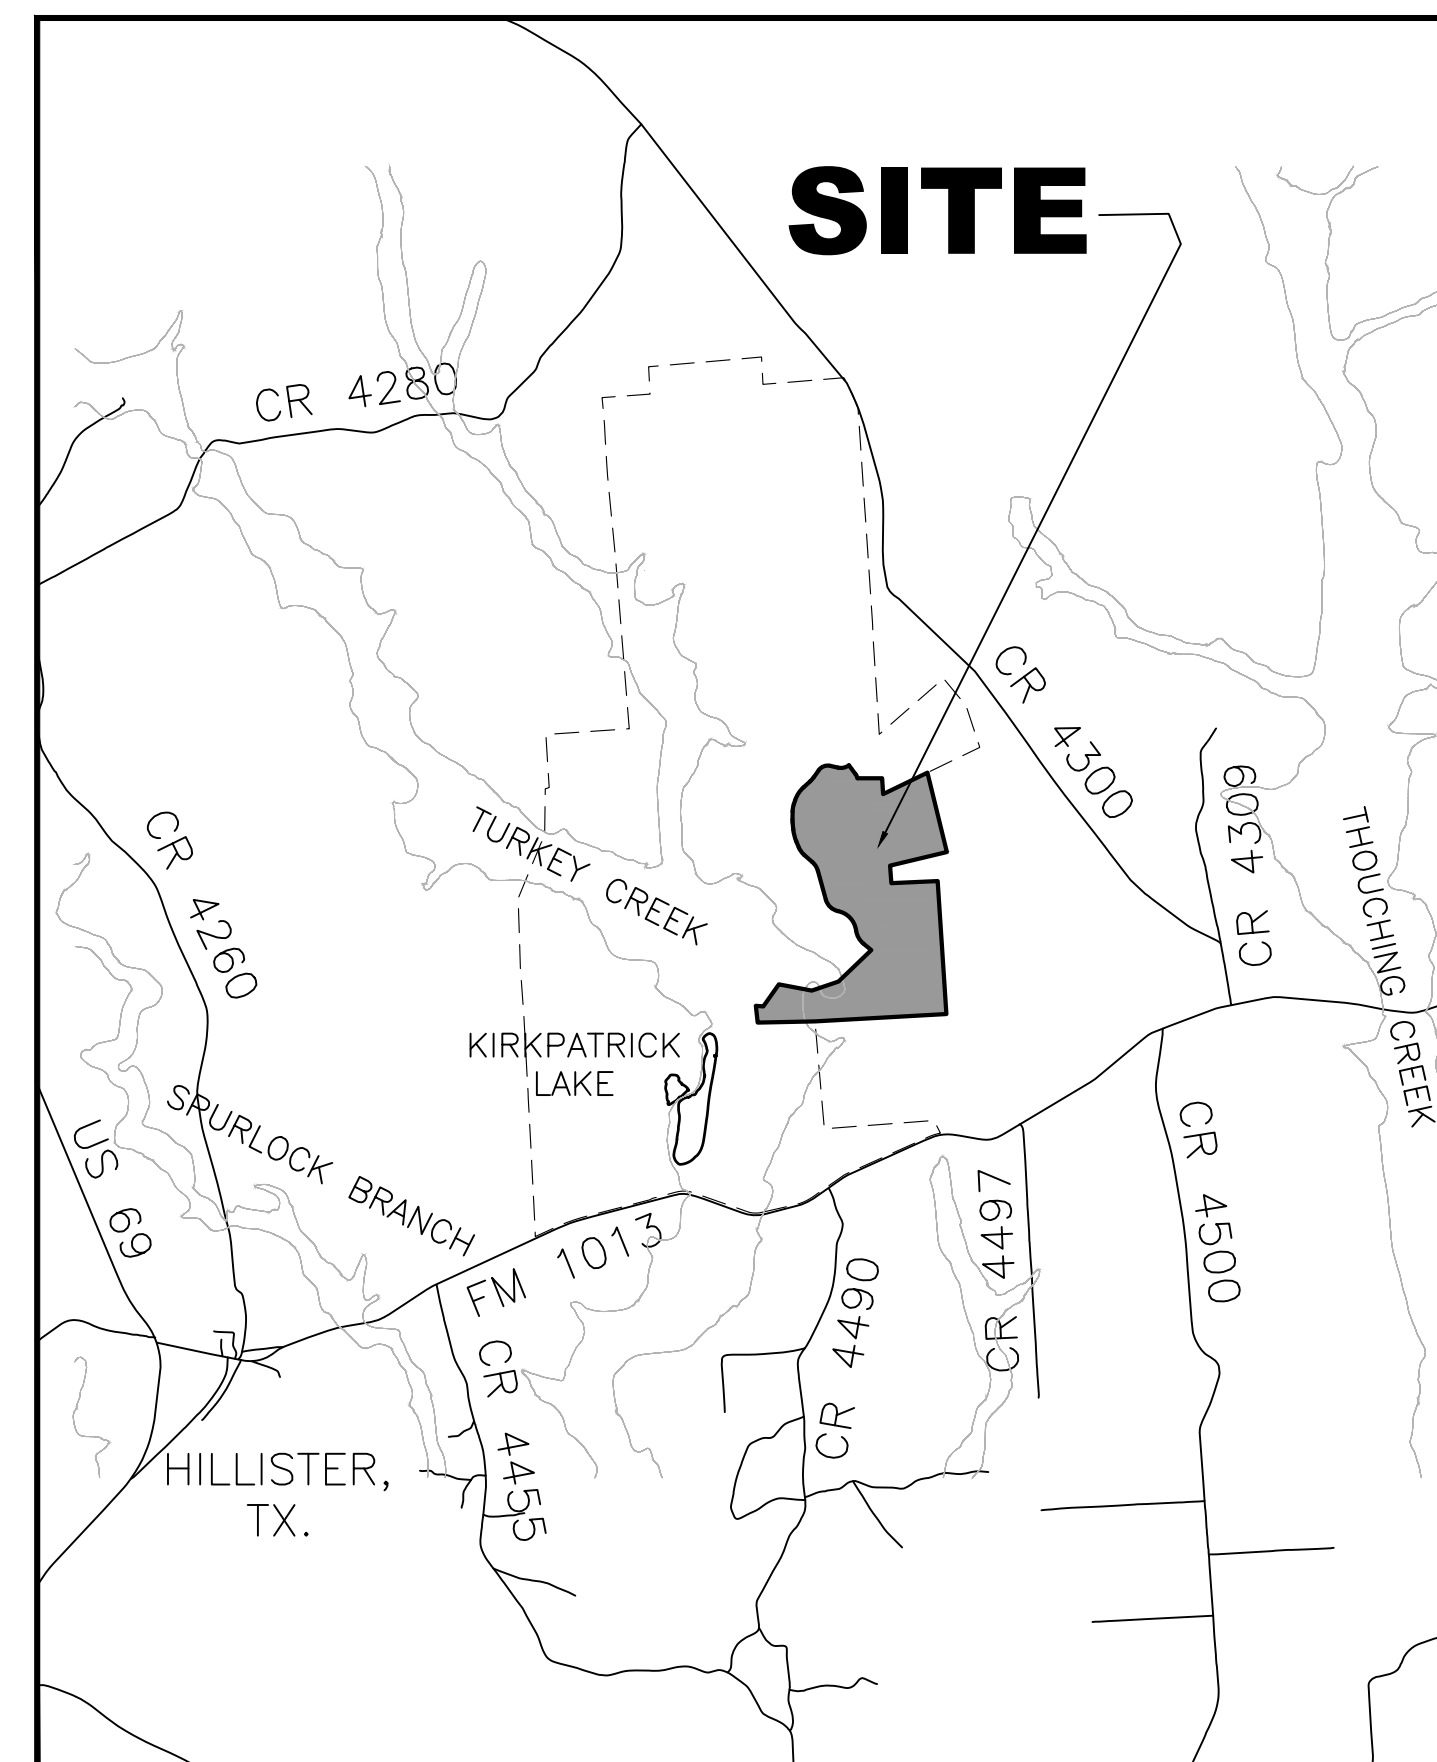 SITE
CR 4280
CR 4300
CR 4309
THOUCHING CREEK
TURKEY CREEK
CR 4260
KIRKPATRICK
LAKE
SPURLOCK BRANCH
US 69
FM 1013
CR 4497
CR 4500
CR 4490
CR 4455
HILLISTER,
TX.